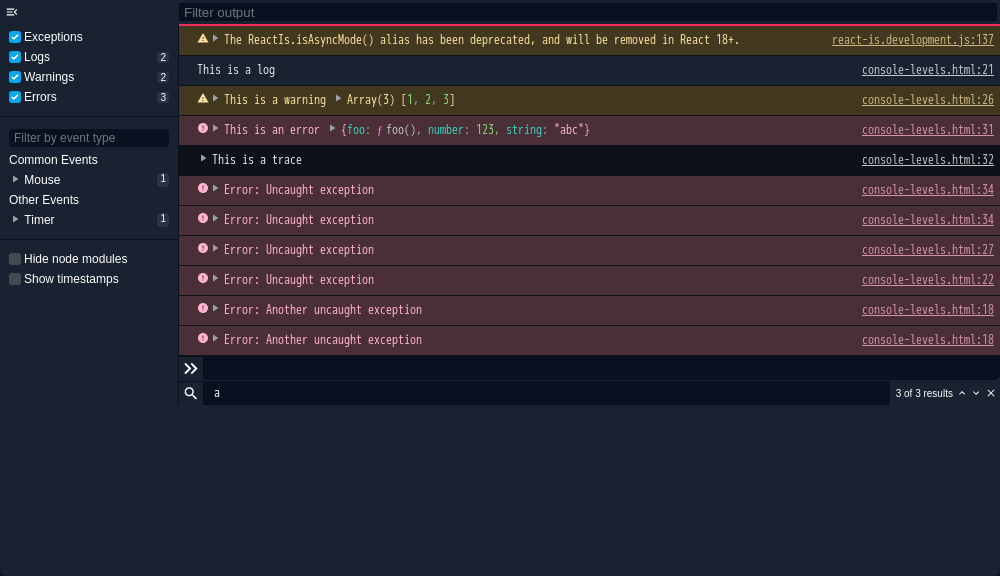 Filter output
Exceptions
Logs 2
Warnings 2
Errors 3
Filter by event type
Common Events
Mouse 1
Other Events
Timer 1
Hide node modules
Show timestamps
The ReactIs.isAsyncMode() alias has been deprecated, and will be removed in React 18+. react-is.development.js:137
This is a log console-levels.html:21
This is a warning Array(3) [1, 2, 3] console-levels.html:26
This is an error {foo: ƒ foo(), number: 123, string: "abc"} console-levels.html:31
This is a trace console-levels.html:32
Error: Uncaught exception console-levels.html:34
Error: Uncaught exception console-levels.html:34
Error: Uncaught exception console-levels.html:27
Error: Uncaught exception console-levels.html:22
Error: Another uncaught exception console-levels.html:18
Error: Another uncaught exception console-levels.html:18
a 3 of 3 results